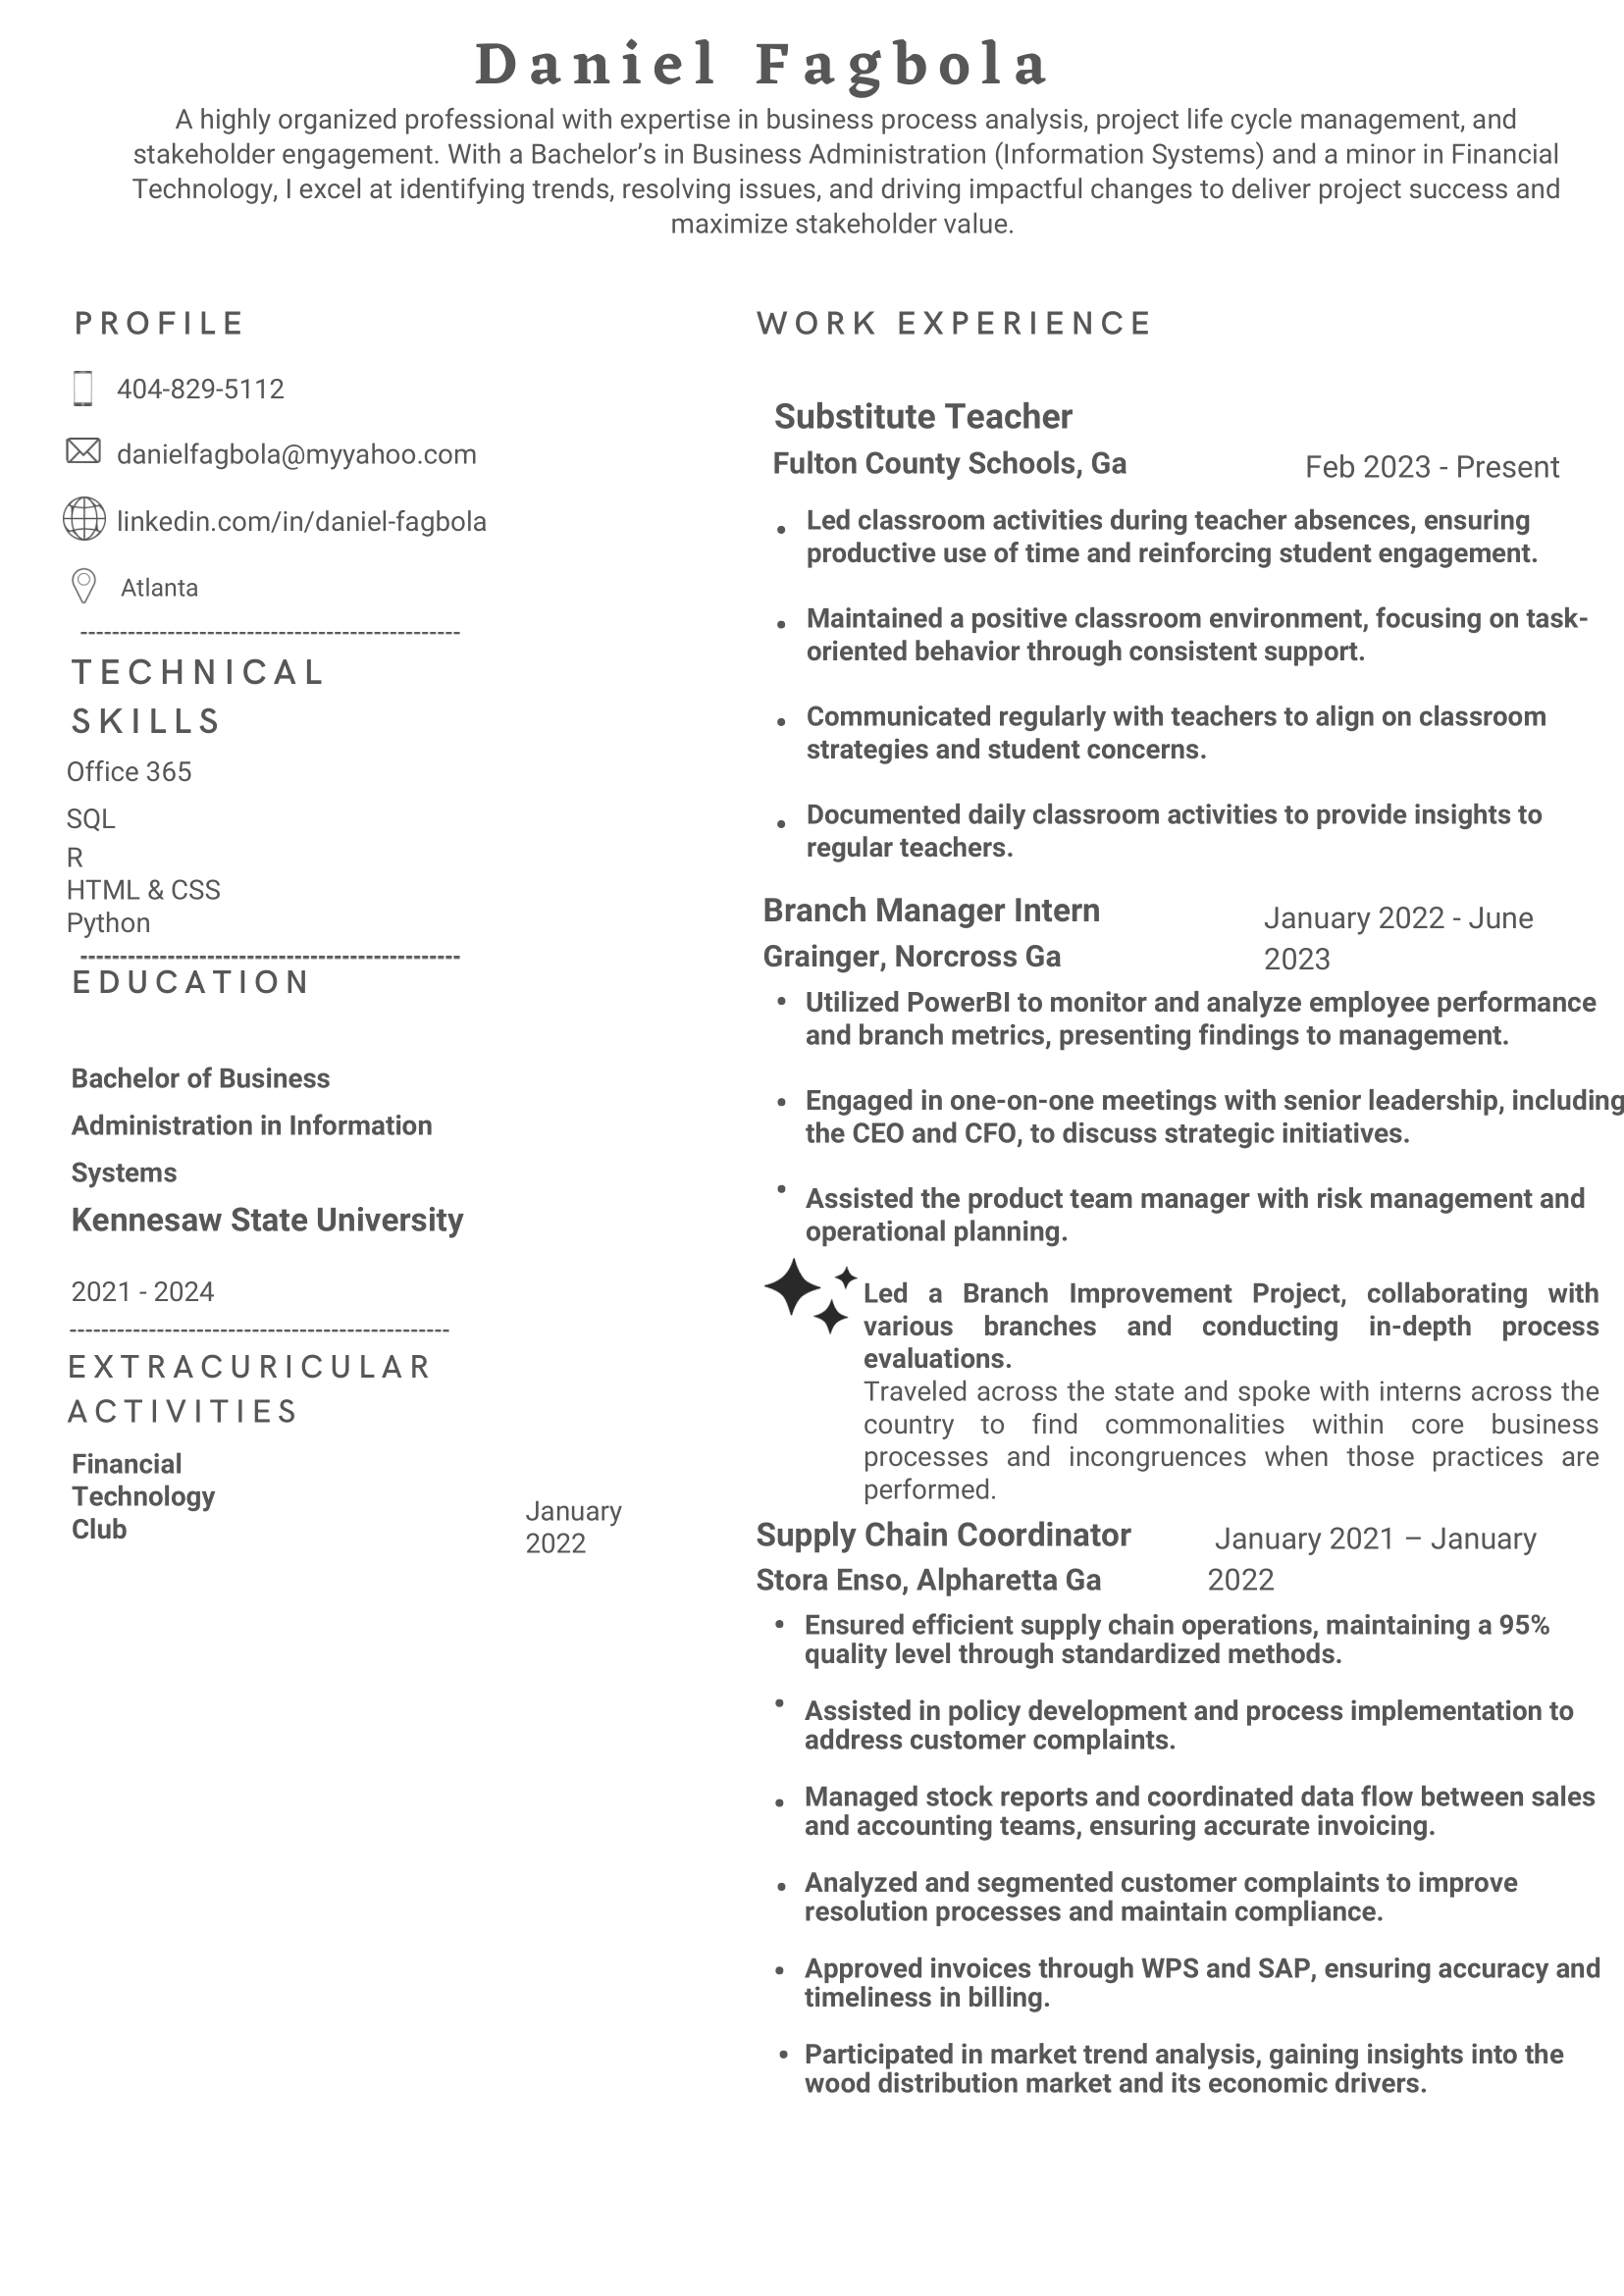 Daniel Fagbola
A highly organized professional with expertise in business process analysis, project life cycle management, and
stakeholder engagement. With a Bachelor’s in Business Administration (Information Systems) and a minor in Financial
Technology, I excel at identifying trends, resolving issues, and driving impactful changes to deliver project success and
maximize stakeholder value.
PROFILE
404-829-5112
danielfagbola@myyahoo.com
linkedin.com/in/daniel-fagbola
Atlanta
------------------------------------------------
TECHNICAL
SKILLS
Office 365
SQL
R
HTML & CSS
Python
------------------------------------------------
EDUCATION
Bachelor of Business
Administration in Information
Systems
Kennesaw State University
2021 - 2024
------------------------------------------------
EXTRACURICULAR
ACTIVITIES
Financial
Technology
Club
January
2022
WORK EXPERIENCE
Substitute Teacher
Fulton County Schools, Ga
Feb 2023 - Present
• Led classroom activities during teacher absences, ensuring
productive use of time and reinforcing student engagement.
• Maintained a positive classroom environment, focusing on task-
oriented behavior through consistent support.
• Communicated regularly with teachers to align on classroom
strategies and student concerns.
• Documented daily classroom activities to provide insights to
regular teachers.
Branch Manager Intern
Grainger, Norcross Ga
January 2022 - June
2023
• Utilized PowerBI to monitor and analyze employee performance
and branch metrics, presenting findings to management.
• Engaged in one-on-one meetings with senior leadership, including
the CEO and CFO, to discuss strategic initiatives.
• Assisted the product team manager with risk management and
operational planning.
Led a Branch Improvement Project, collaborating with
various branches and conducting in-depth process
evaluations.
Traveled across the state and spoke with interns across the
country to find commonalities within core business
processes and incongruences when those practices are
performed.
Supply Chain Coordinator
Stora Enso, Alpharetta Ga
January 2021 – January
2022
• Ensured efficient supply chain operations, maintaining a 95%
quality level through standardized methods.
• Assisted in policy development and process implementation to
address customer complaints.
• Managed stock reports and coordinated data flow between sales
and accounting teams, ensuring accurate invoicing.
• Analyzed and segmented customer complaints to improve
resolution processes and maintain compliance.
• Approved invoices through WPS and SAP, ensuring accuracy and
timeliness in billing.
• Participated in market trend analysis, gaining insights into the
wood distribution market and its economic drivers.